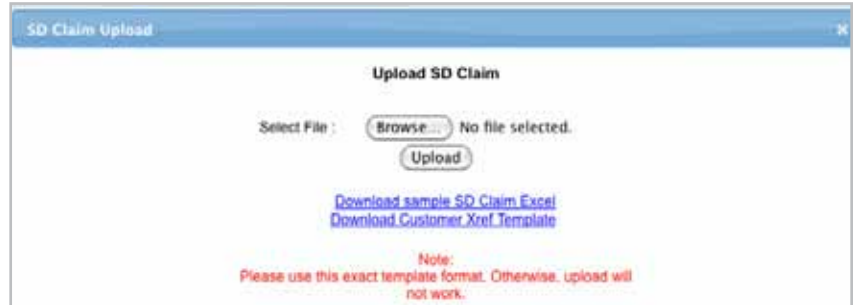 SD Claim Upload
Upload SD Claim
Select File : Browse... No file selected.
Upload
Download sample SD Claim Excel
Download Customer Xref Template
Note:
Please use this exact template format. Otherwise, upload will
not work.